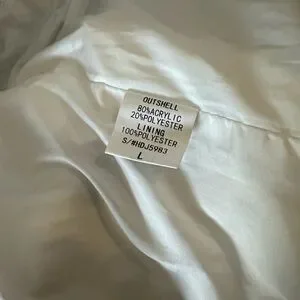 OUTSHELL
80%ACRYLIC
20%POLYESTER
LINING
100%POLYESTER
S/#HDJ5983
L